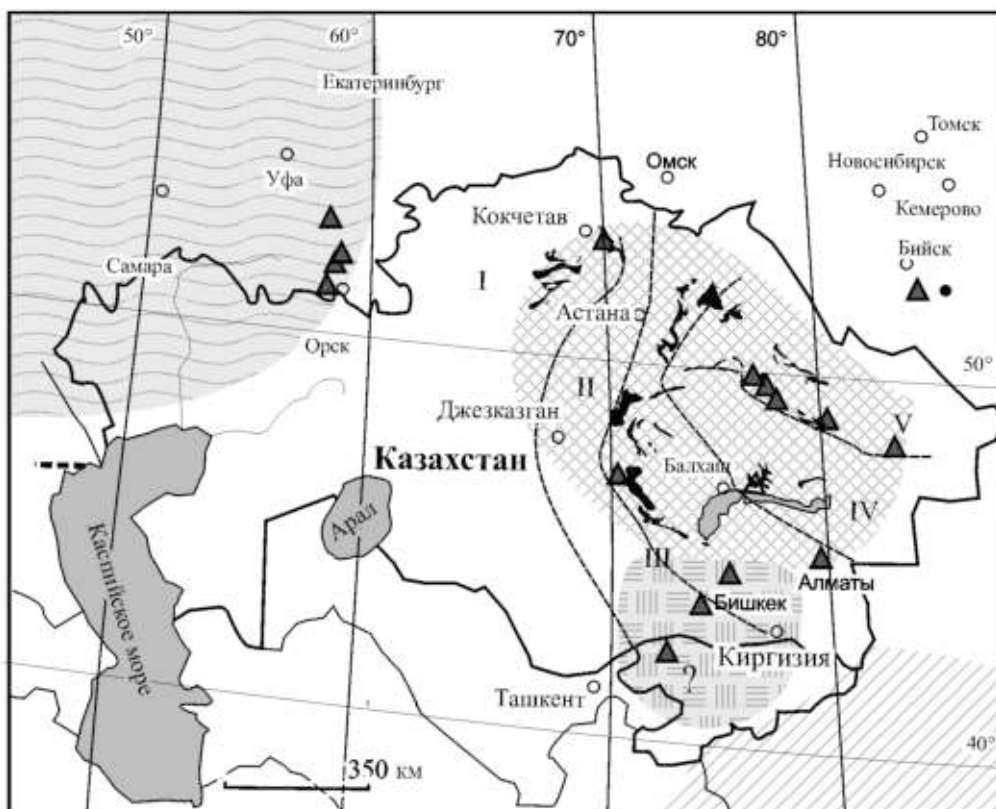 50°
60°
70°
80°
Екатеринбург
Томск
Омск
Новосибирск
Уфа
Кемерово
Кокчетав
Бийск
Самара
I
Астана
Орск
50°
II
Джезказган
V
Казахстан
Балхаш
Арал
IV
Каспийское море
III
Алматы
Бишкек
Киргизия
?
Ташкент
40°
350 км